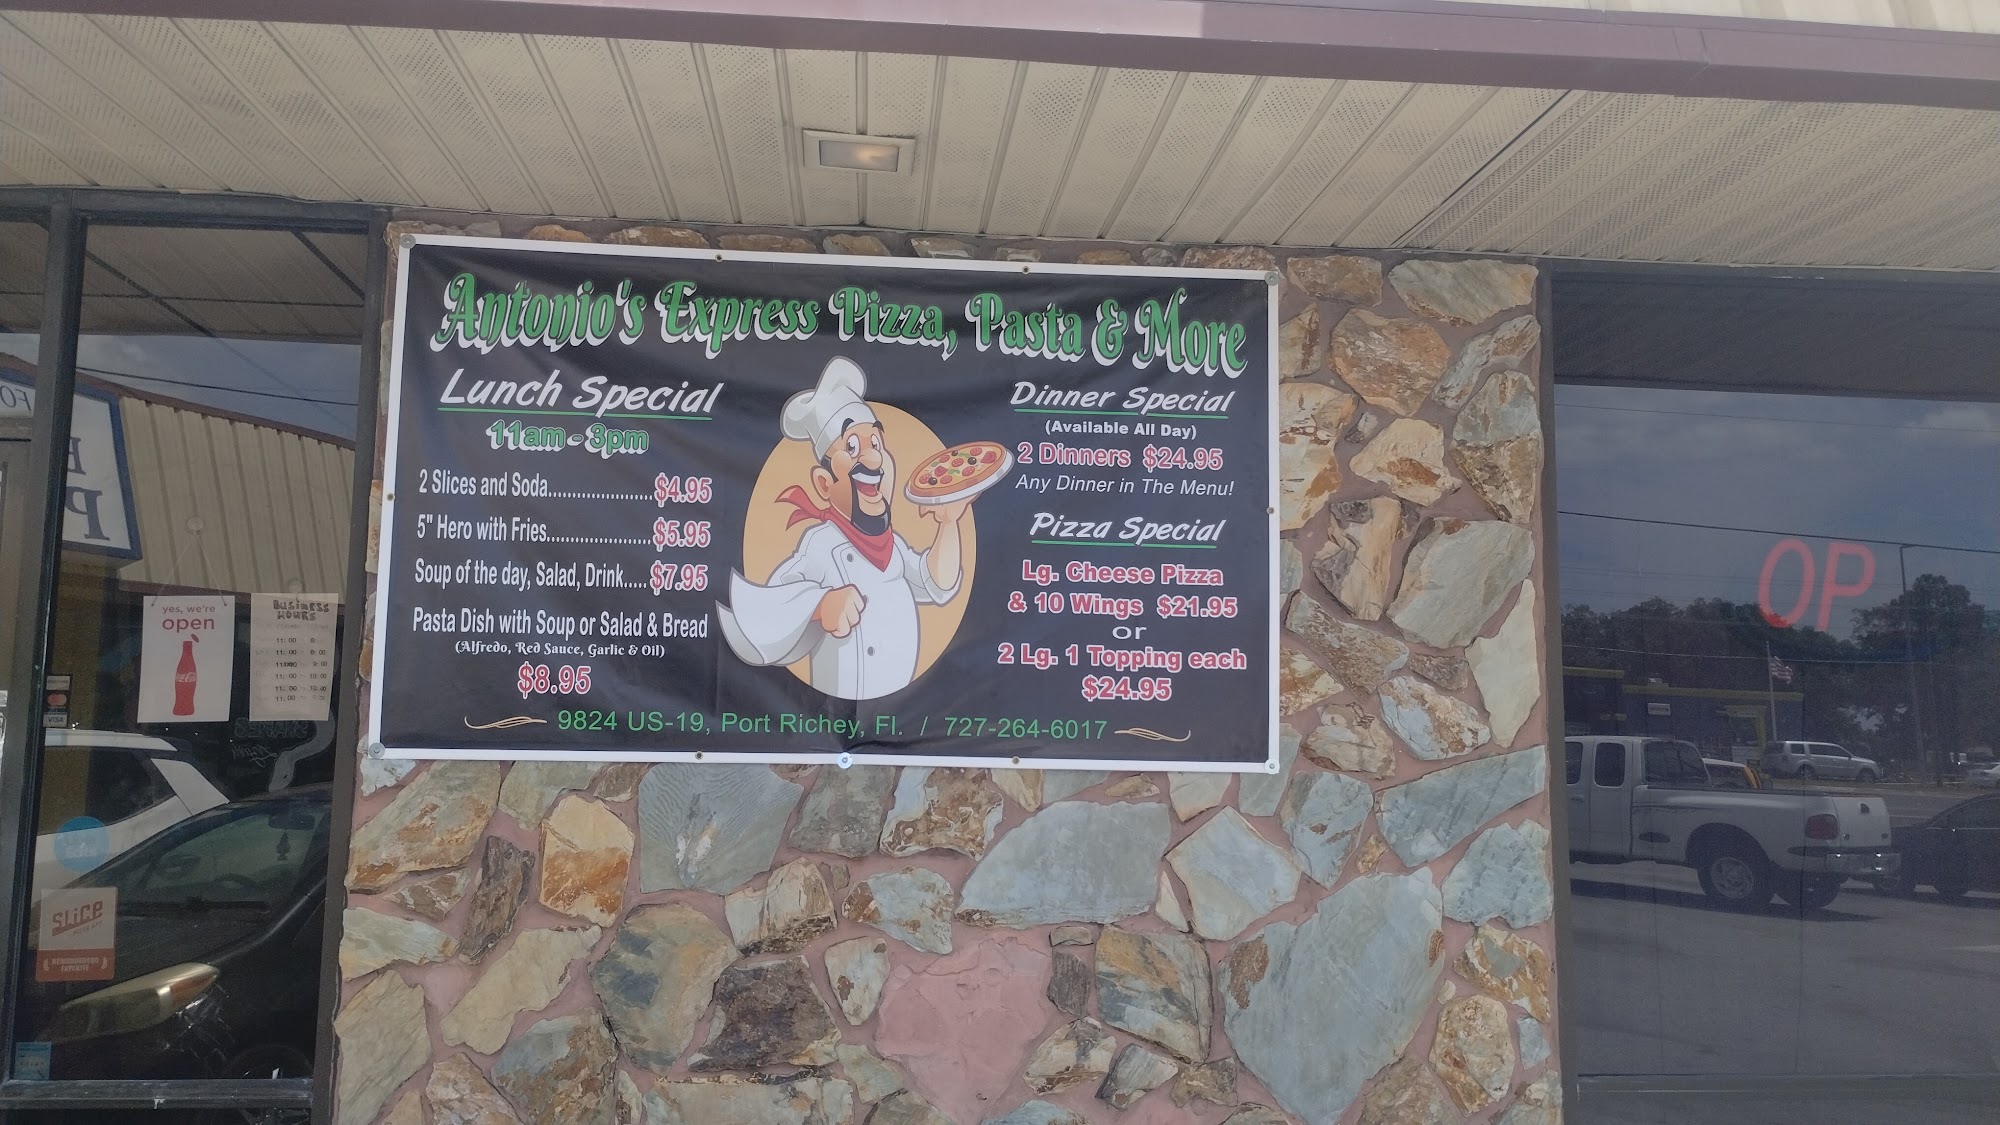 Antonio's Express Pizza, Pasta & More
Lunch Special
11am - 3pm
2 Slices and Soda...................... $4.95
5" Hero with Fries...................... $5.95
Soup of the day, Salad, Drink..... $7.95
Pasta Dish with Soup or Salad & Bread
(Alfredo, Red Sauce, Garlic & Oil)
$8.95
Dinner Special
(Available All Day)
2 Dinners $24.95
Any Dinner in The Menu!
Pizza Special
Lg. Cheese Pizza
& 10 Wings $21.95
or
2 Lg. 1 Topping each
$24.95
9824 US-19, Port Richey, Fl. / 727-264-6017
yes, we're
open
BUSINESS
HOURS
VISA
SLICE
NEIGHBORHOOD
FAVORITE
OP